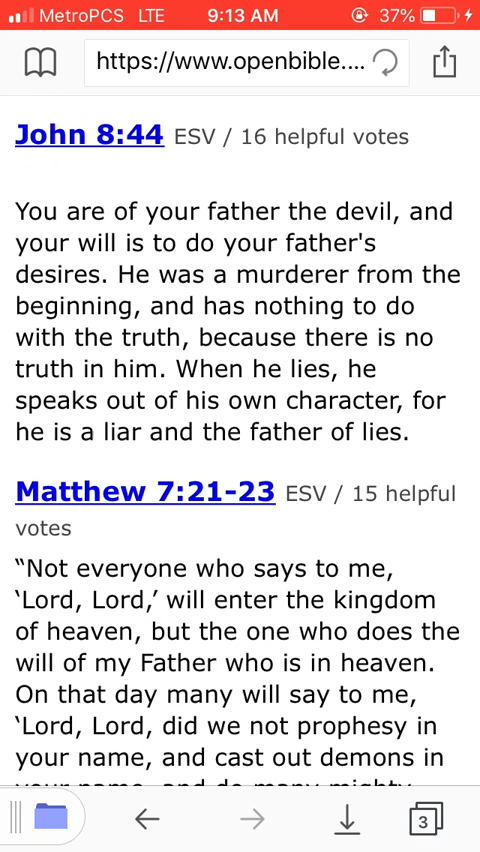 MetroPCS LTE 9:13 AM 37%
https://www.openbible....
John 8:44 ESV / 16 helpful votes
You are of your father the devil, and
your will is to do your father's
desires. He was a murderer from the
beginning, and has nothing to do
with the truth, because there is no
truth in him. When he lies, he
speaks out of his own character, for
he is a liar and the father of lies.
Matthew 7:21-23 ESV / 15 helpful
votes
“Not everyone who says to me,
‘Lord, Lord,’ will enter the kingdom
of heaven, but the one who does the
will of my Father who is in heaven.
On that day many will say to me,
‘Lord, Lord, did we not prophesy in
your name, and cast out demons in
your name, and do many mighty
3